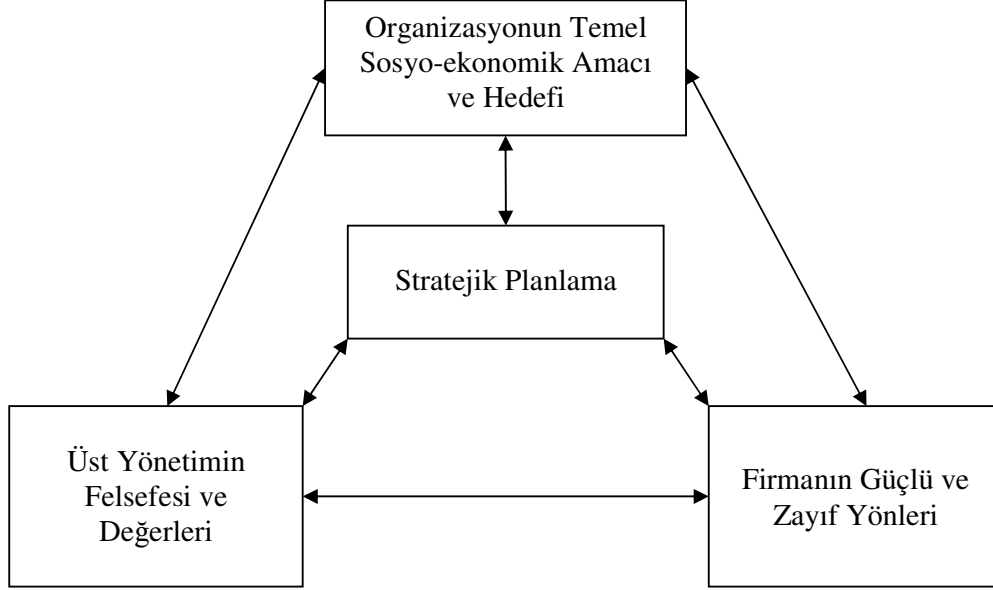 Organizasyonun Temel
Sosyo-ekonomik Amacı
ve Hedefi
Stratejik Planlama
Üst Yönetimin
Felsefesi ve
Değerleri
Firmanın Güçlü ve
Zayıf Yönleri